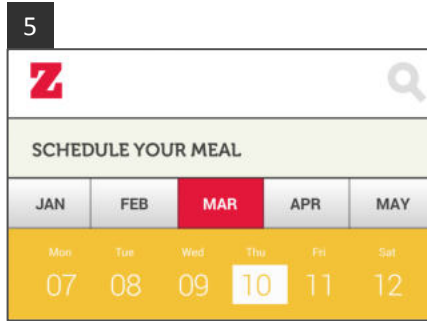 5
Z
SCHEDULE YOUR MEAL
JAN FEB MAR APR MAY
Mon Tue Wed Thu Fri Sat
07 08 09 10 11 12